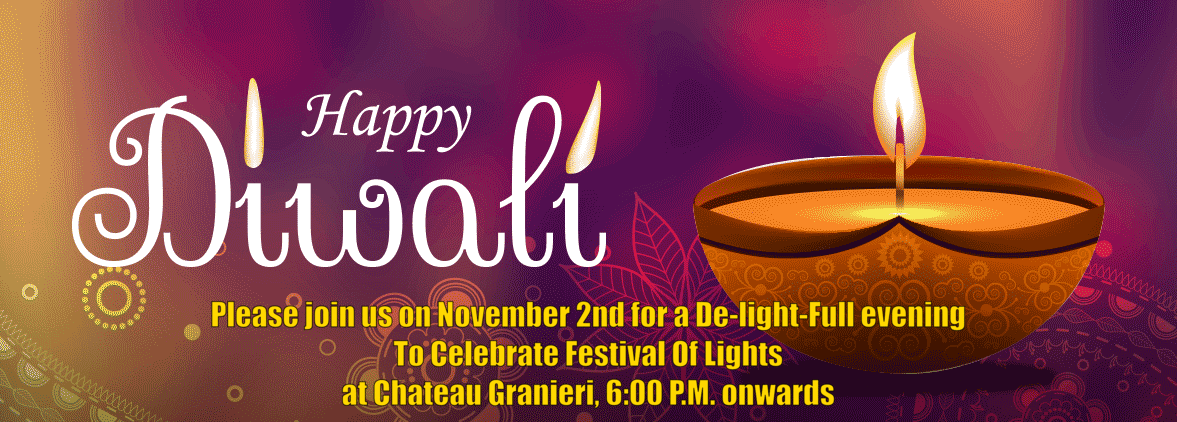 Happy
Diwali
Please join us on November 2nd for a De-light-Full evening
To Celebrate Festival Of Lights
at Chateau Granieri, 6:00 P.M. onwards